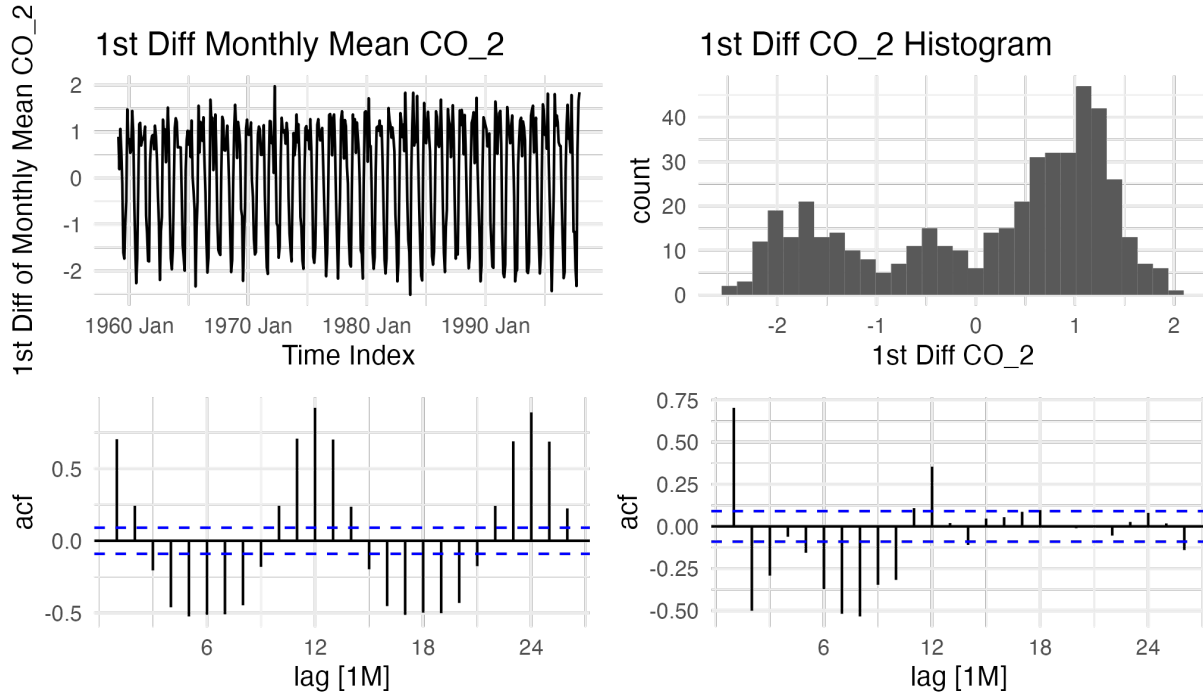 1st Diff Monthly Mean CO_2
1st Diff of Monthly Mean CO_2
2
1
0
-1
-2
1960 Jan 1970 Jan 1980 Jan 1990 Jan
Time Index
1st Diff CO_2 Histogram
count
40
30
20
10
0
-2 -1 0 1 2
1st Diff CO_2
acf
0.5
0.0
-0.5
6 12 18 24
lag [1M]
acf
0.75
0.50
0.25
0.00
-0.25
-0.50
6 12 18 24
lag [1M]